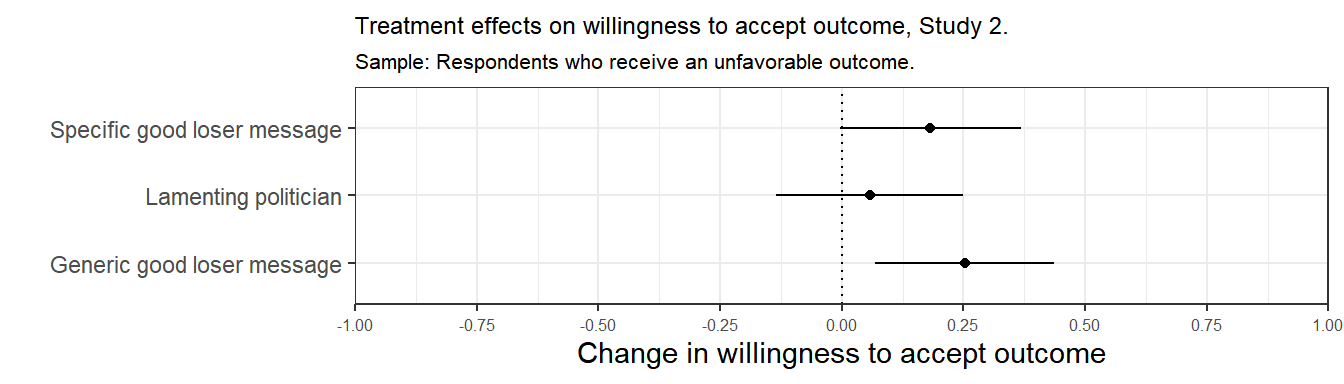 Treatment effects on willingness to accept outcome, Study 2.
Sample: Respondents who receive an unfavorable outcome.
Specific good loser message
Lamenting politician
Generic good loser message
-1.00 -0.75 -0.50 -0.25 0.00 0.25 0.50 0.75 1.00
Change in willingness to accept outcome